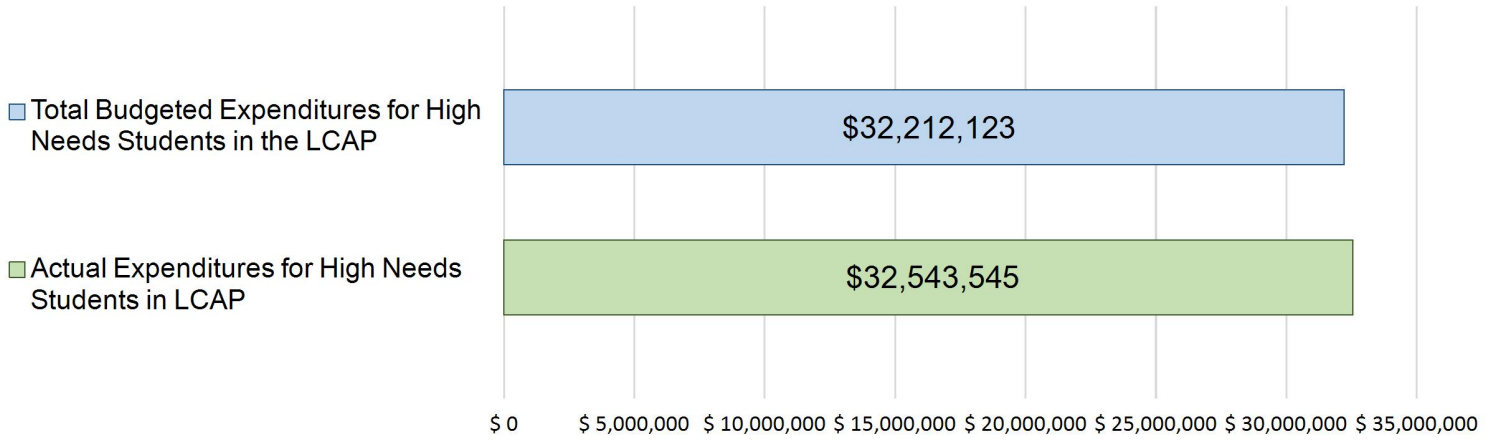 Total Budgeted Expenditures for High
Needs Students in the LCAP
$32,212,123
Actual Expenditures for High Needs
Students in LCAP
$32,543,545
$ 0 $ 5,000,000 $ 10,000,000 $ 15,000,000 $ 20,000,000 $ 25,000,000 $ 30,000,000 $ 35,000,000